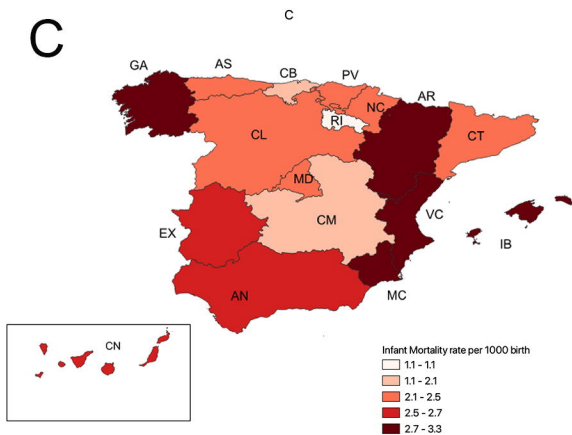 C
C
GA
AS
CB
PV
AR
NC
RI
CT
CL
MD
CM
VC
EX
IB
AN
MC
CN
Infant Mortality rate per 1000 birth
1.1 - 1.1
1.1 - 2.1
2.1 - 2.5
2.5 - 2.7
2.7 - 3.3